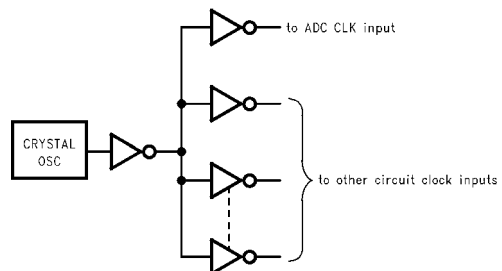 to ADC CLK input
CRYSTAL
OSC
to other circuit clock inputs